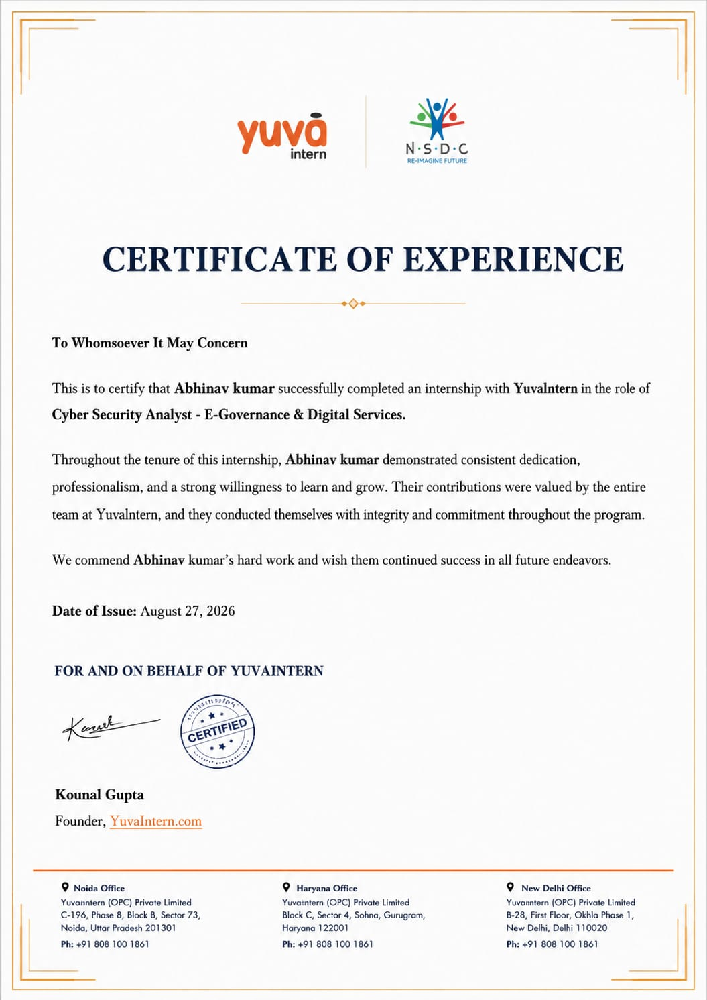 yuva
intern
N·S·D·C
RE-IMAGINE FUTURE
CERTIFICATE OF EXPERIENCE
To Whomsoever It May Concern
This is to certify that Abhinav kumar successfully completed an internship with YuvaIntern in the role of
Cyber Security Analyst - E-Governance & Digital Services.
Throughout the tenure of this internship, Abhinav kumar demonstrated consistent dedication,
professionalism, and a strong willingness to learn and grow. Their contributions were valued by the entire
team at YuvaIntern, and they conducted themselves with integrity and commitment throughout the program.
We commend Abhinav kumar’s hard work and wish them continued success in all future endeavors.
Date of Issue: August 27, 2026
FOR AND ON BEHALF OF YUVAINTERN
CERTIFIED
Kounal Gupta
Founder, YuvaIntern.com
Noida Office
Yuvaintern (OPC) Private Limited
C-196, Phase 8, Block B, Sector 73,
Noida, Uttar Pradesh 201301
Ph: +91 808 100 1861
Haryana Office
Yuvaintern (OPC) Private Limited
Block C, Sector 4, Sohna, Gurugram,
Haryana 122001
Ph: +91 808 100 1861
New Delhi Office
Yuvaintern (OPC) Private Limited
B-28, First Floor, Okhla Phase 1,
New Delhi, Delhi 110020
Ph: +91 808 100 1861